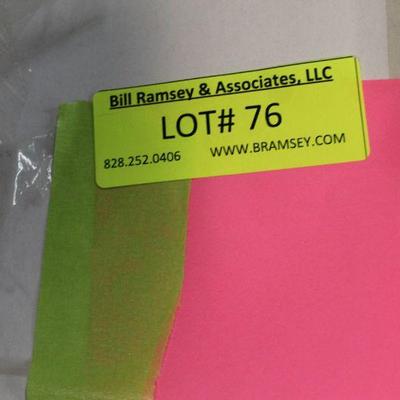 Bill Ramsey & Associates, LLC
LOT# 76
828.252.0406 WWW.BRAMSEY.COM